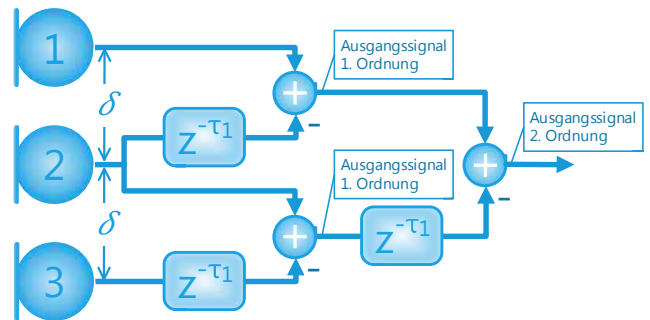 1
Ausgangssignal
1. Ordnung
+
δ
z^-τ1
-
Ausgangssignal
2. Ordnung
2
+
Ausgangssignal
1. Ordnung
-
δ
+
z^-τ1
3
z^-τ1
-